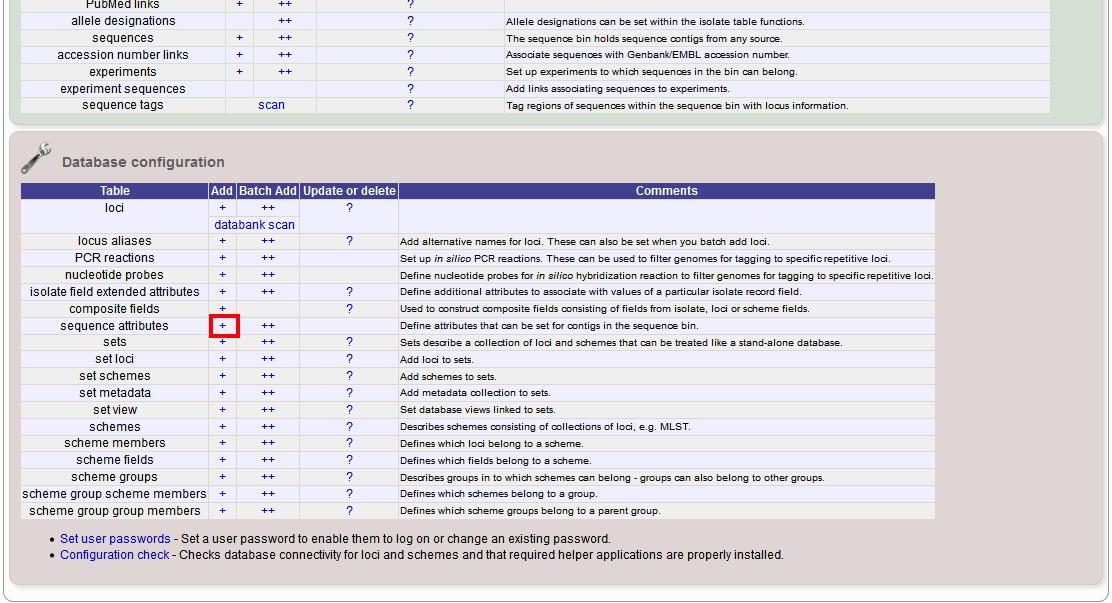 PubMed links + ++ ?
allele designations ++ ? Allele designations can be set within the isolate table functions.
sequences + ++ ? The sequence bin holds sequence contigs from any source.
accession number links + ++ ? Associate sequences with Genbank/EMBL accession number.
experiments + ++ ? Set up experiments to which sequences in the bin can belong.
experiment sequences ? Add links associating sequences to experiments.
sequence tags scan ? Tag regions of sequences within the sequence bin with locus information.
Database configuration
Table Add Batch Add Update or delete Comments
loci + ++ ?
databank scan
locus aliases + ++ ? Add alternative names for loci. These can also be set when you batch add loci.
PCR reactions + ++ Set up in silico PCR reactions. These can be used to filter genomes for tagging to specific repetitive loci.
nucleotide probes + ++ Define nucleotide probes for in silico hybridization reaction to filter genomes for tagging to specific repetitive loci.
isolate field extended attributes + ++ ? Define additional attributes to associate with values of a particular isolate record field.
composite fields + ? Used to construct composite fields consisting of fields from isolate, loci or scheme fields.
sequence attributes + ++ Define attributes that can be set for contigs in the sequence bin.
sets + ++ ? Sets describe a collection of loci and schemes that can be treated like a stand-alone database.
set loci + ++ ? Add loci to sets.
set schemes + ++ ? Add schemes to sets.
set metadata + ++ ? Add metadata collection to sets.
set view + ++ ? Set database views linked to sets.
schemes + ++ ? Describes schemes consisting of collections of loci, e.g. MLST.
scheme members + ++ ? Defines which loci belong to a scheme.
scheme fields + ++ ? Defines which fields belong to a scheme.
scheme groups + ++ ? Describes groups in to which schemes can belong - groups can also belong to other groups.
scheme group scheme members + ++ ? Defines which schemes belong to a group.
scheme group group members + ++ ? Defines which scheme groups belong to a parent group.
• Set user passwords - Set a user password to enable them to log on or change an existing password.
• Configuration check - Checks database connectivity for loci and schemes and that required helper applications are properly installed.